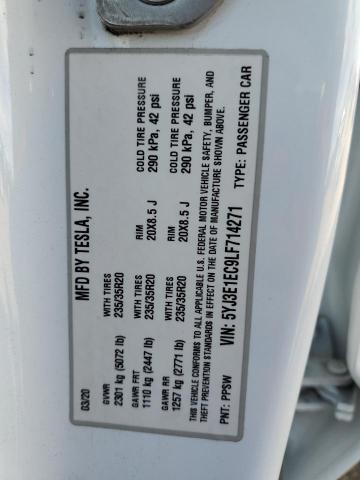 MFD BY TESLA, INC.
03/20
GVWR WITH TIRES RIM COLD TIRE PRESSURE
2301 kg (5072 lb) 235/35R20 20X8.5 J 290 kPa, 42 psi
GAWR FRT
1110 kg (2447 lb) 235/35R20
GAWR RR WITH TIRES RIM COLD TIRE PRESSURE
1257 kg (2771 lb) 235/35R20 20X8.5 J 290 kPa, 42 psi
THIS VEHICLE CONFORMS TO ALL APPLICABLE U.S. FEDERAL MOTOR VEHICLE SAFETY, BUMPER, AND
THEFT PREVENTION STANDARDS IN EFFECT ON THE DATE OF MANUFACTURE SHOWN ABOVE.
VIN: 5YJ3E1EC9LF714271 TYPE: PASSENGER CAR
PNT: PPSW